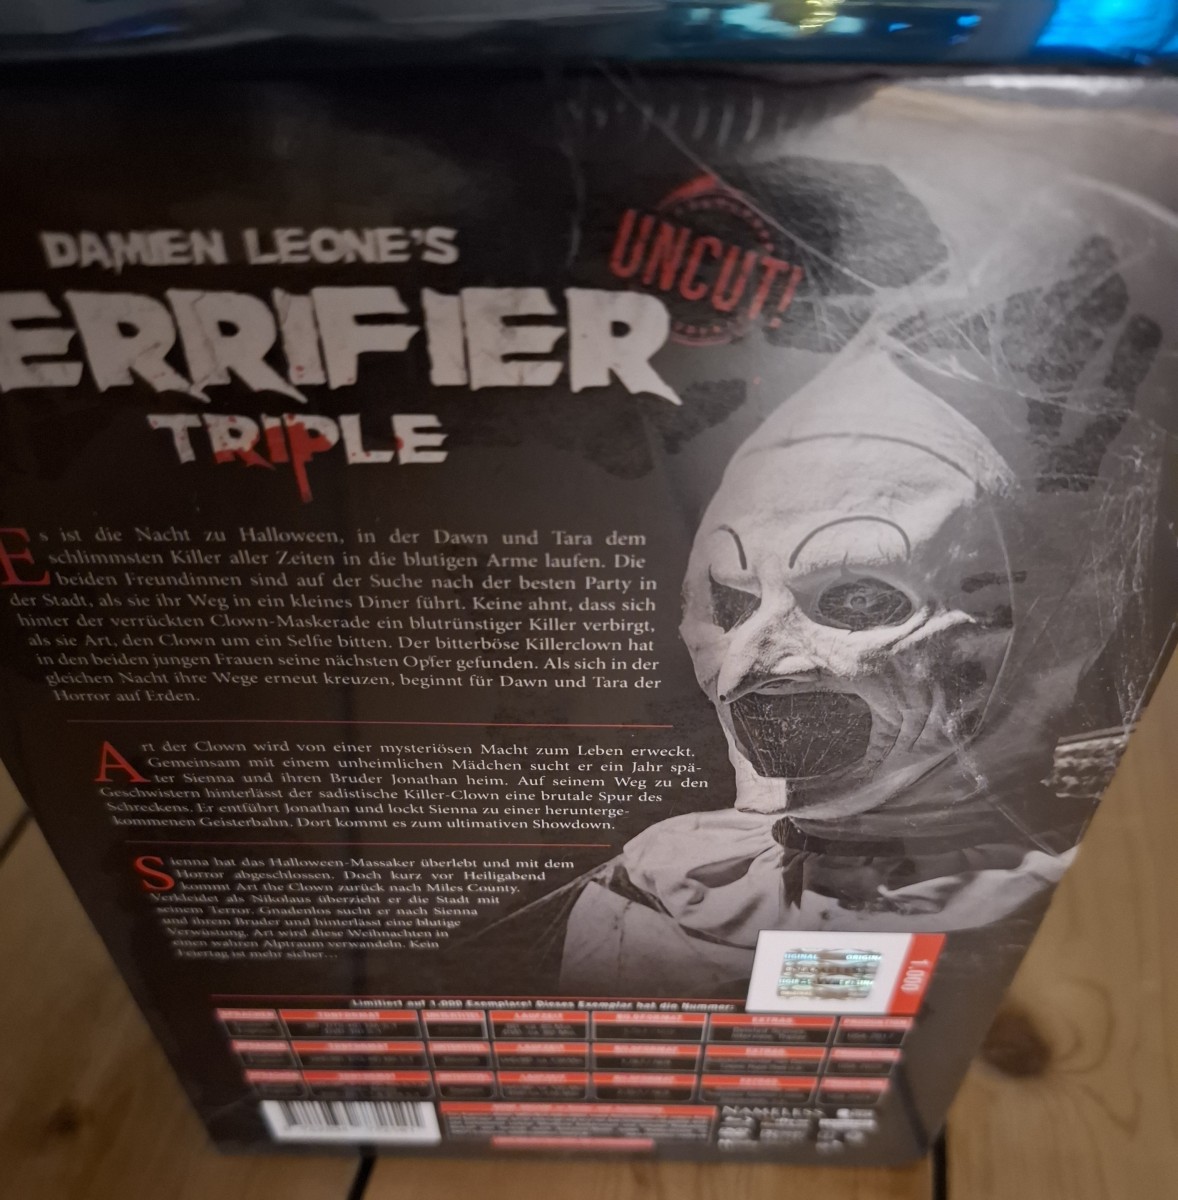 DAMIEN LEONE'S
ERRIFIER
UNCUT!
TRIPLE
Es ist die Nacht zu Halloween, in der Dawn und Tara dem
schlimmsten Killer aller Zeiten in die blutigen Arme laufen. Die
beiden Freundinnen sind auf der Suche nach der besten Party in
der Stadt, als sie ihr Weg in ein kleines Diner führt. Keine ahnt, dass sich
hinter der verrückten Clown-Maskerade ein blutrünstiger Killer verbirgt,
als sie Art, den Clown um ein Selfie bitten. Der bitterböse Killerclown hat
in den beiden jungen Frauen seine nächsten Opfer gefunden. Als sich in der
gleichen Nacht ihre Wege erneut kreuzen, beginnt für Dawn und Tara der
Horror auf Erden.
Art der Clown wird von einer mysteriösen Macht zum Leben erweckt.
Gemeinsam mit einem unheimlichen Mädchen sucht er ein Jahr spä-
ter Sienna und ihren Bruder Jonathan heim. Auf seinem Weg zu den
Geschwistern hinterlässt der sadistische Killer-Clown eine brutale Spur des
Schreckens. Er entführt Jonathan und lockt Sienna zu einer herunterge-
kommenen Geisterbahn. Dort kommt es zum ultimativen Showdown.
Sienna hat das Halloween-Massaker überlebt und mit dem
Horror abgeschlossen. Doch kurz vor Heiligabend
kommt Art the Clown zurück nach Miles County.
Verkleidet als Nikolaus überzieht er die Stadt mit
seinem Terror. Gnadenlos sucht er nach Sienna
und ihrem Bruder und hinterlässt eine blutige
Verwüstung. Art wird diese Weihnachten in
einen wahren Alptraum verwandeln. Kein
Feiertag ist mehr sicher...
1.000
Limitiert auf 1.000 Exemplare! Dieses Exemplar hat die Nummer:
NAMELESS